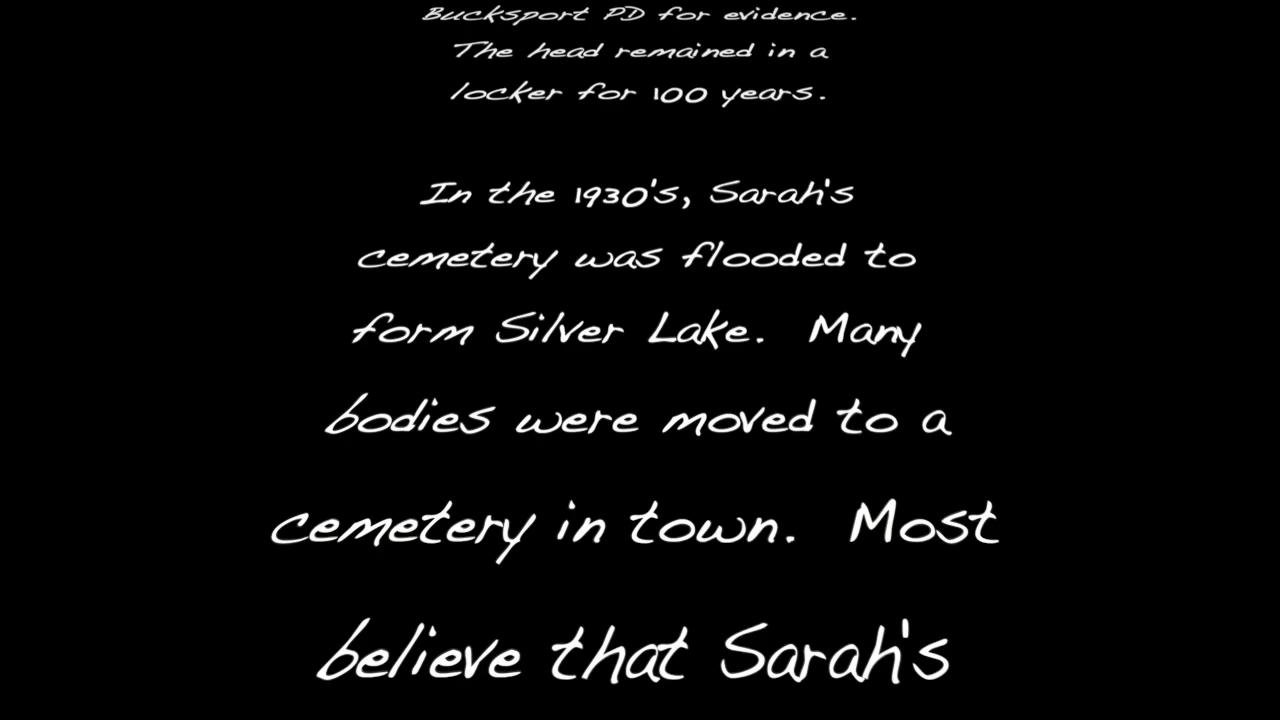 Bucksport PD for evidence.
The head remained in a
locker for 100 years.
In the 1930's, Sarah's
cemetery was flooded to
form Silver Lake. Many
bodies were moved to a
cemetery in town. Most
believe that Sarah's